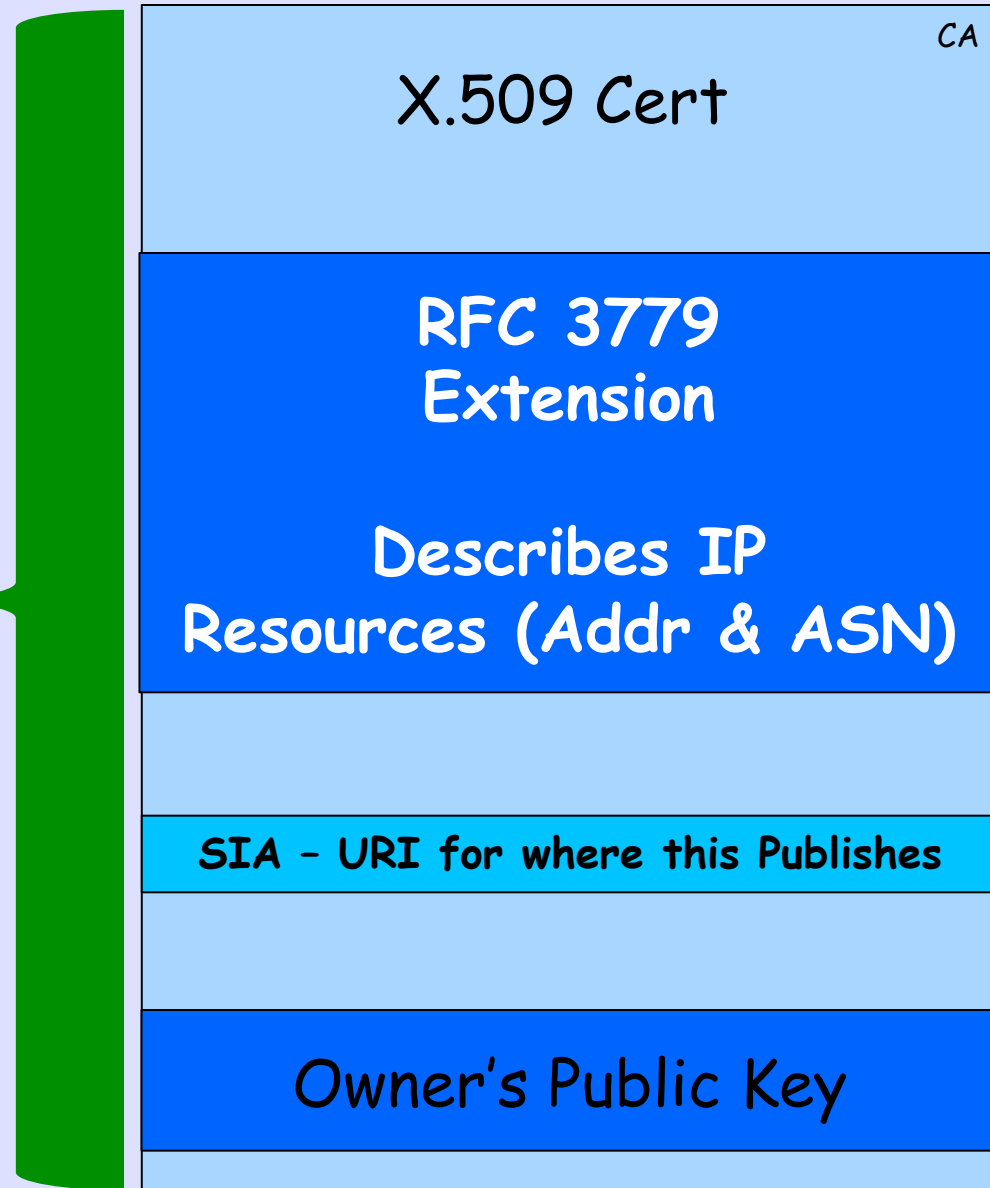 CA
X.509 Cert
RFC 3779
Extension
Describes IP
Resources (Addr & ASN)
SIA – URI for where this Publishes
Owner’s Public Key